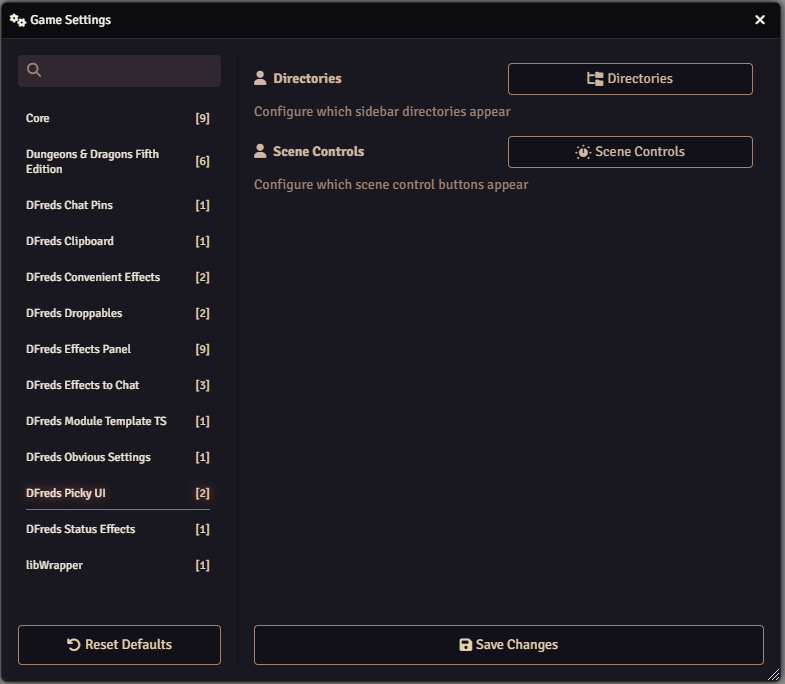 Game Settings
Core [9]
Dungeons & Dragons Fifth
Edition [6]
DFreds Chat Pins [1]
DFreds Clipboard [1]
DFreds Convenient Effects [2]
DFreds Droppables [2]
DFreds Effects Panel [9]
DFreds Effects to Chat [3]
DFreds Module Template TS [1]
DFreds Obvious Settings [1]
DFreds Picky UI [2]
DFreds Status Effects [1]
libWrapper [1]
Reset Defaults
Directories
Directories
Configure which sidebar directories appear
Scene Controls
Scene Controls
Configure which scene control buttons appear
Save Changes